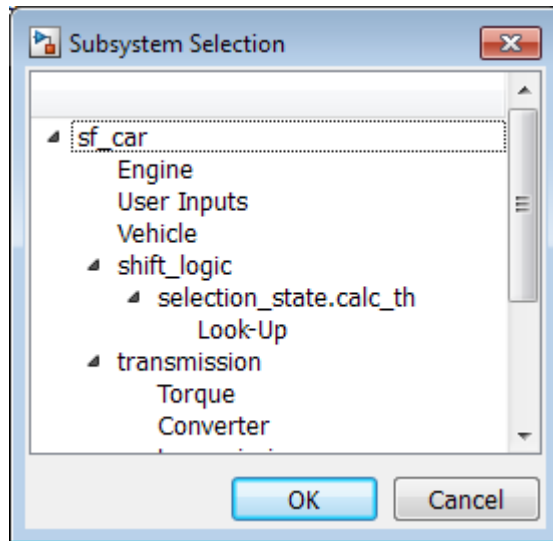 Subsystem Selection
sf_car
Engine
User Inputs
Vehicle
shift_logic
selection_state.calc_th
Look-Up
transmission
Torque
Converter
OK
Cancel